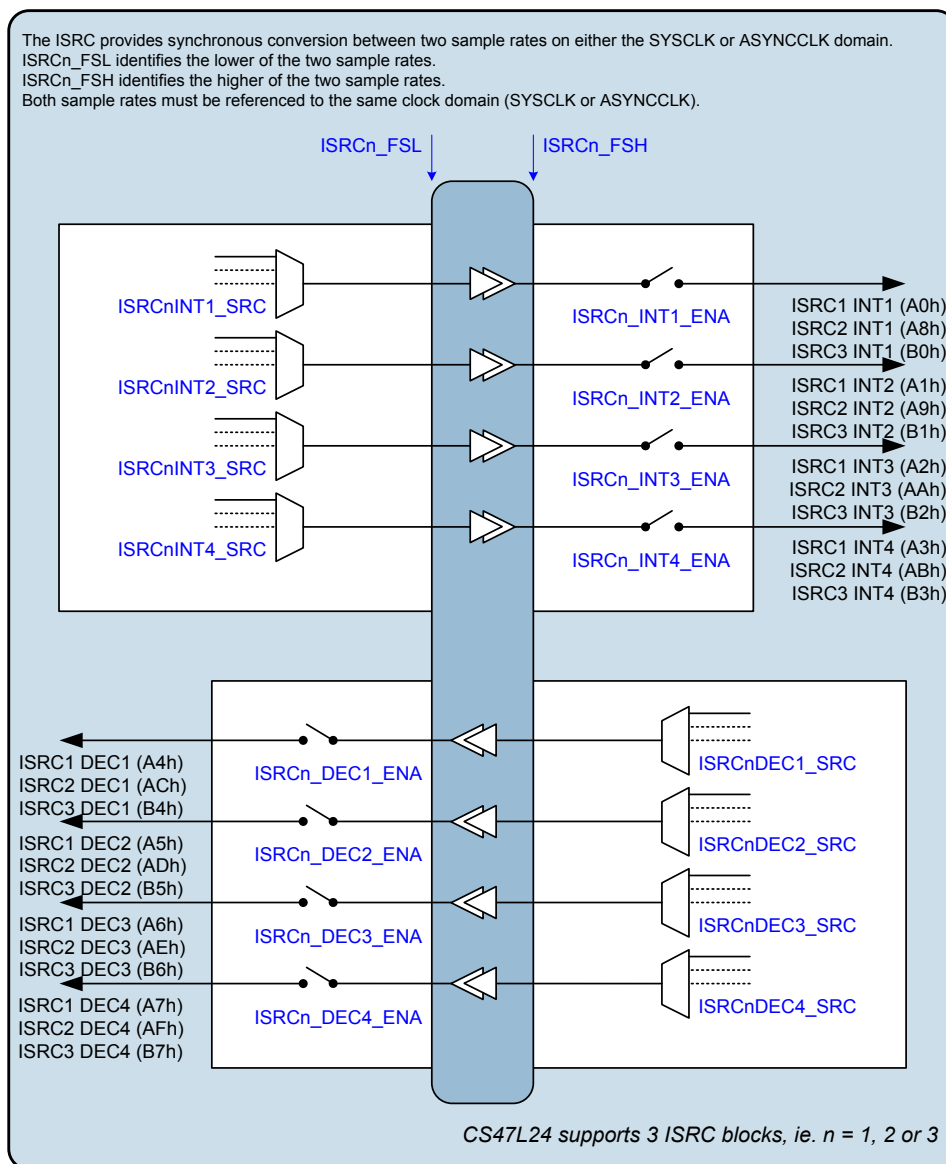 The ISRC provides synchronous conversion between two sample rates on either the SYSCLK or ASYNCCLK domain.
ISRCn_FSL identifies the lower of the two sample rates.
ISRCn_FSH identifies the higher of the two sample rates.
Both sample rates must be referenced to the same clock domain (SYSCLK or ASYNCCLK).
ISRCn_FSL
ISRCn_FSH
ISRCnINT1_SRC
ISRCn_INT1_ENA
ISRC1 INT1 (A0h)
ISRC2 INT1 (A8h)
ISRC3 INT1 (B0h)
ISRCnINT2_SRC
ISRCn_INT2_ENA
ISRC1 INT2 (A1h)
ISRC2 INT2 (A9h)
ISRC3 INT2 (B1h)
ISRCnINT3_SRC
ISRCn_INT3_ENA
ISRC1 INT3 (A2h)
ISRC2 INT3 (AAh)
ISRC3 INT3 (B2h)
ISRCnINT4_SRC
ISRCn_INT4_ENA
ISRC1 INT4 (A3h)
ISRC2 INT4 (ABh)
ISRC3 INT4 (B3h)
ISRC1 DEC1 (A4h)
ISRC2 DEC1 (ACh)
ISRC3 DEC1 (B4h)
ISRCn_DEC1_ENA
ISRCnDEC1_SRC
ISRC1 DEC2 (A5h)
ISRC2 DEC2 (ADh)
ISRC3 DEC2 (B5h)
ISRCn_DEC2_ENA
ISRCnDEC2_SRC
ISRC1 DEC3 (A6h)
ISRC2 DEC3 (AEh)
ISRC3 DEC3 (B6h)
ISRCn_DEC3_ENA
ISRCnDEC3_SRC
ISRC1 DEC4 (A7h)
ISRC2 DEC4 (AFh)
ISRC3 DEC4 (B7h)
ISRCn_DEC4_ENA
ISRCnDEC4_SRC
CS47L24 supports 3 ISRC blocks, ie. n = 1, 2 or 3